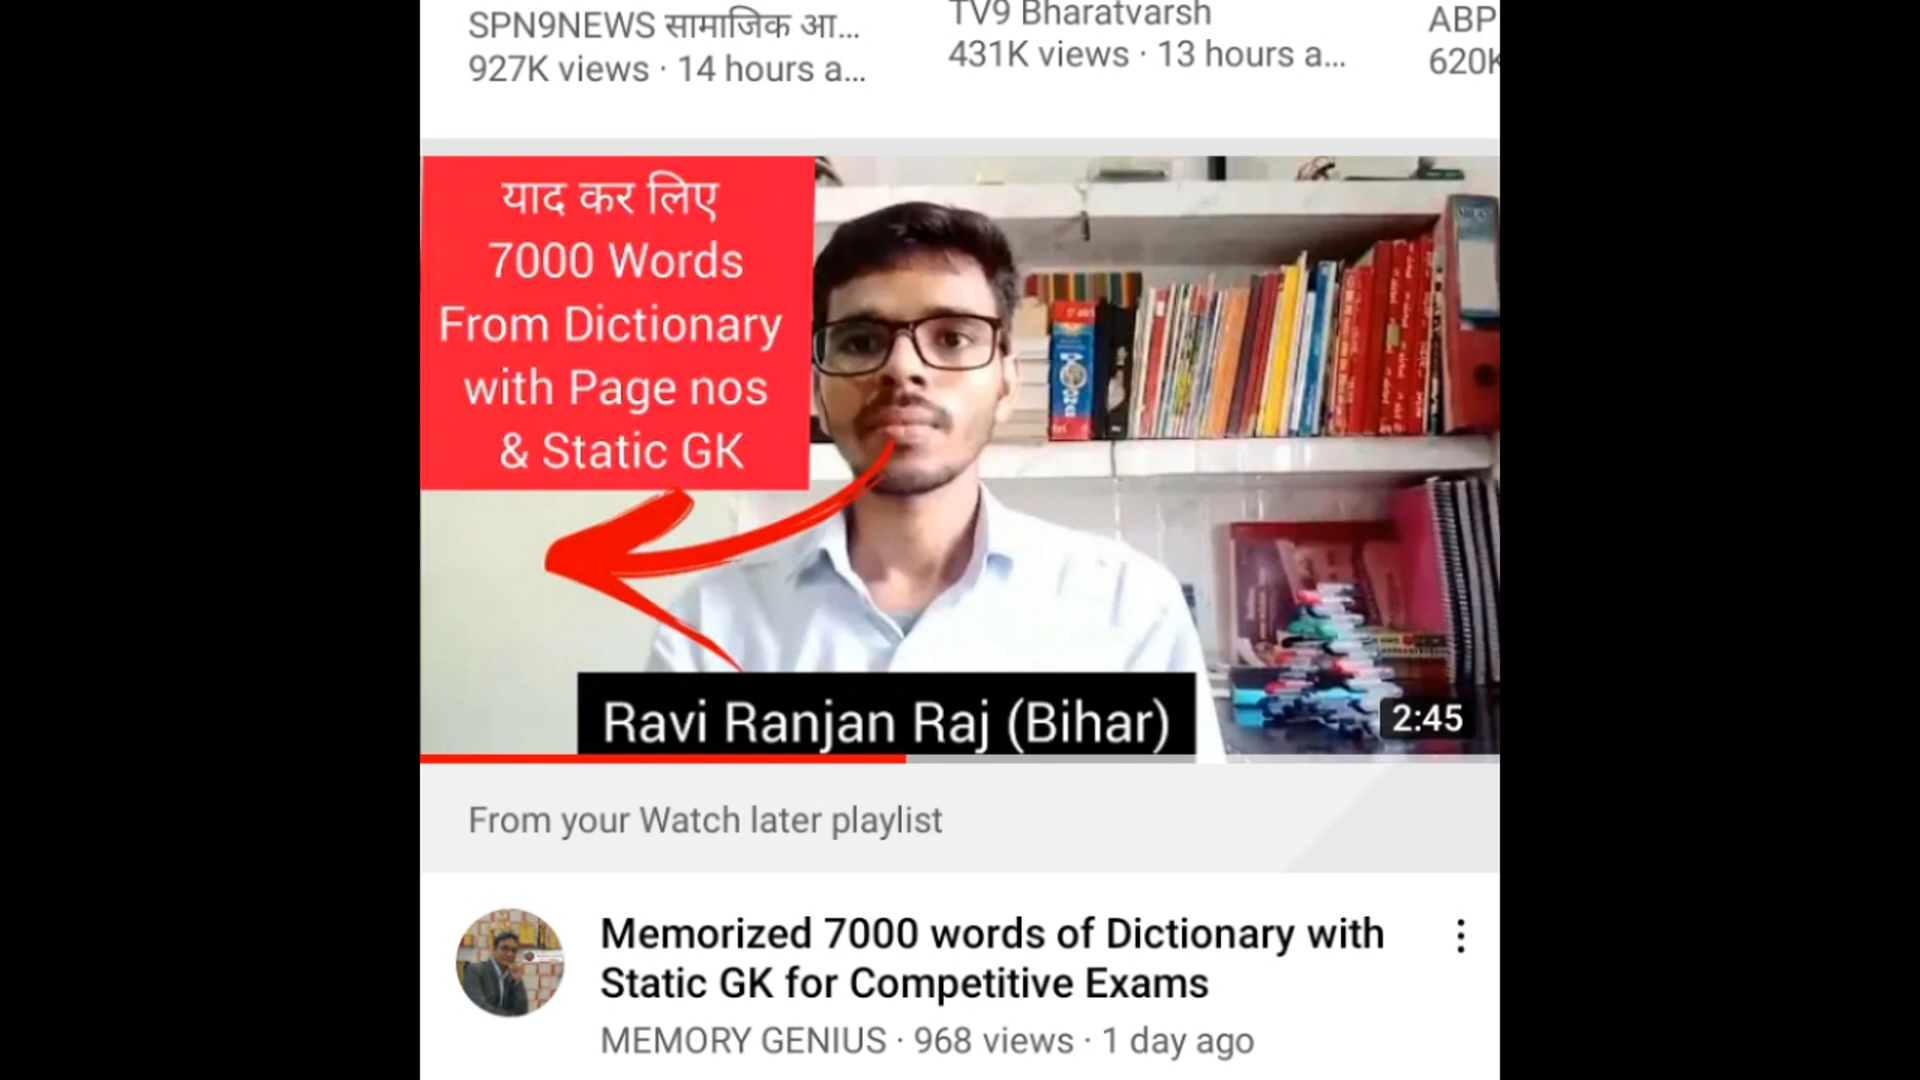 SPN9NEWS सामाजिक आ...
927K views · 14 hours a...
TV9 Bharatvarsh
431K views · 13 hours a...
ABP
620K
याद कर लिए
7000 Words
From Dictionary
with Page nos
& Static GK
Ravi Ranjan Raj (Bihar)
2:45
From your Watch later playlist
Memorized 7000 words of Dictionary with
Static GK for Competitive Exams
MEMORY GENIUS · 968 views · 1 day ago